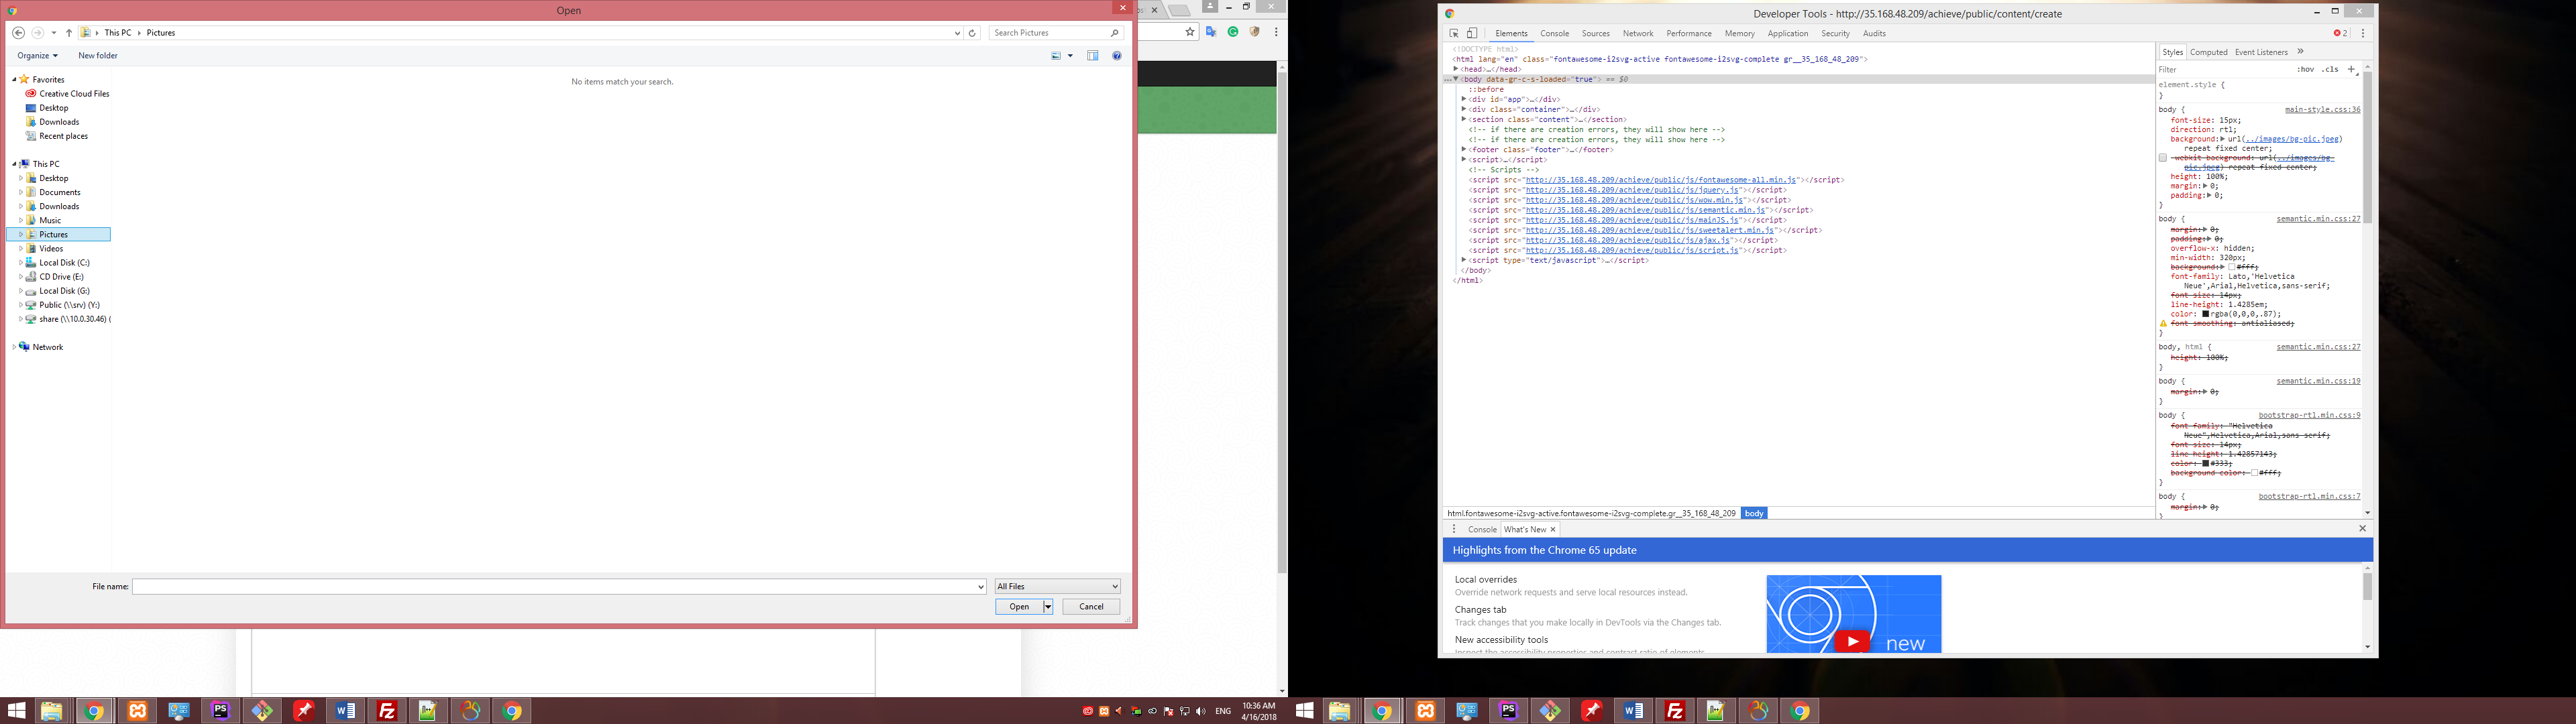 Open
This PC
Pictures
Search Pictures
Organize
New folder
No items match your search.
Favorites
Creative Cloud Files
Desktop
Downloads
Recent places
This PC
Desktop
Documents
Downloads
Music
Pictures
Videos
Local Disk (C:)
CD Drive (E:)
Local Disk (G:)
Public (\\srv) (Y:)
share (\\10.0.30.46) (
Network
File name:
All Files
Open
Cancel
ENG
10:36 AM
4/16/2018
Developer Tools - http://35.168.48.209/achieve/public/content/create
Elements Console Sources Network Performance Memory Application Security Audits
2
<!DOCTYPE html>
<html lang="en" class="fontawesome-i2svg-active fontawesome-i2svg-complete gr__35_168_48_209">
<head>…</head>
<body data-gr-c-s-loaded="true"> == $0
::before
<div id="app">…</div>
<div class="container">…</div>
<section class="content">…</section>
<!-- if there are creation errors, they will show here -->
<!-- if there are creation errors, they will show here -->
<footer class="footer">…</footer>
<script>…</script>
<!-- Scripts -->
<script src="http://35.168.48.209/achieve/public/js/fontawesome-all.min.js"></script>
<script src="http://35.168.48.209/achieve/public/js/jquery.js"></script>
<script src="http://35.168.48.209/achieve/public/js/wow.min.js"></script>
<script src="http://35.168.48.209/achieve/public/js/semantic.min.js"></script>
<script src="http://35.168.48.209/achieve/public/js/mainJS.js"></script>
<script src="http://35.168.48.209/achieve/public/js/sweetalert.min.js"></script>
<script src="http://35.168.48.209/achieve/public/js/ajax.js"></script>
<script src="http://35.168.48.209/achieve/public/js/script.js"></script>
<script type="text/javascript">…</script>
</body>
</html>
html.fontawesome-i2svg-active.fontawesome-i2svg-complete.gr__35_168_48_209 body
Styles Computed Event Listeners »
Filter :hov .cls +
element.style {
}
body { main-style.css:36
font-size: 15px;
direction: rtl;
background: url(../images/bg-pic.jpeg)
repeat fixed center;
-webkit-background: url(../images/bg-
pic.jpeg) repeat fixed center;
height: 100%;
margin: 0;
padding: 0;
}
body { semantic.min.css:27
margin: 0;
padding: 0;
overflow-x: hidden;
min-width: 320px;
background: #fff;
font-family: Lato,'Helvetica
Neue',Arial,Helvetica,sans-serif;
font-size: 14px;
line-height: 1.4285em;
color: rgba(0,0,0,.87);
font-smoothing: antialiased;
}
body, html { semantic.min.css:27
height: 100%;
}
body { semantic.min.css:19
margin: 0;
}
body { bootstrap-rtl.min.css:9
font-family: "Helvetica
Neue",Helvetica,Arial,sans-serif;
font-size: 14px;
line-height: 1.42857143;
color: #333;
background-color: #fff;
}
body { bootstrap-rtl.min.css:7
margin: 0;
}
Console What's New
Highlights from the Chrome 65 update
Local overrides
Override network requests and serve local resources instead.
Changes tab
Track changes that you make locally in DevTools via the Changes tab.
New accessibility tools
Inspect the accessibility properties and contrast ratio of elements
new